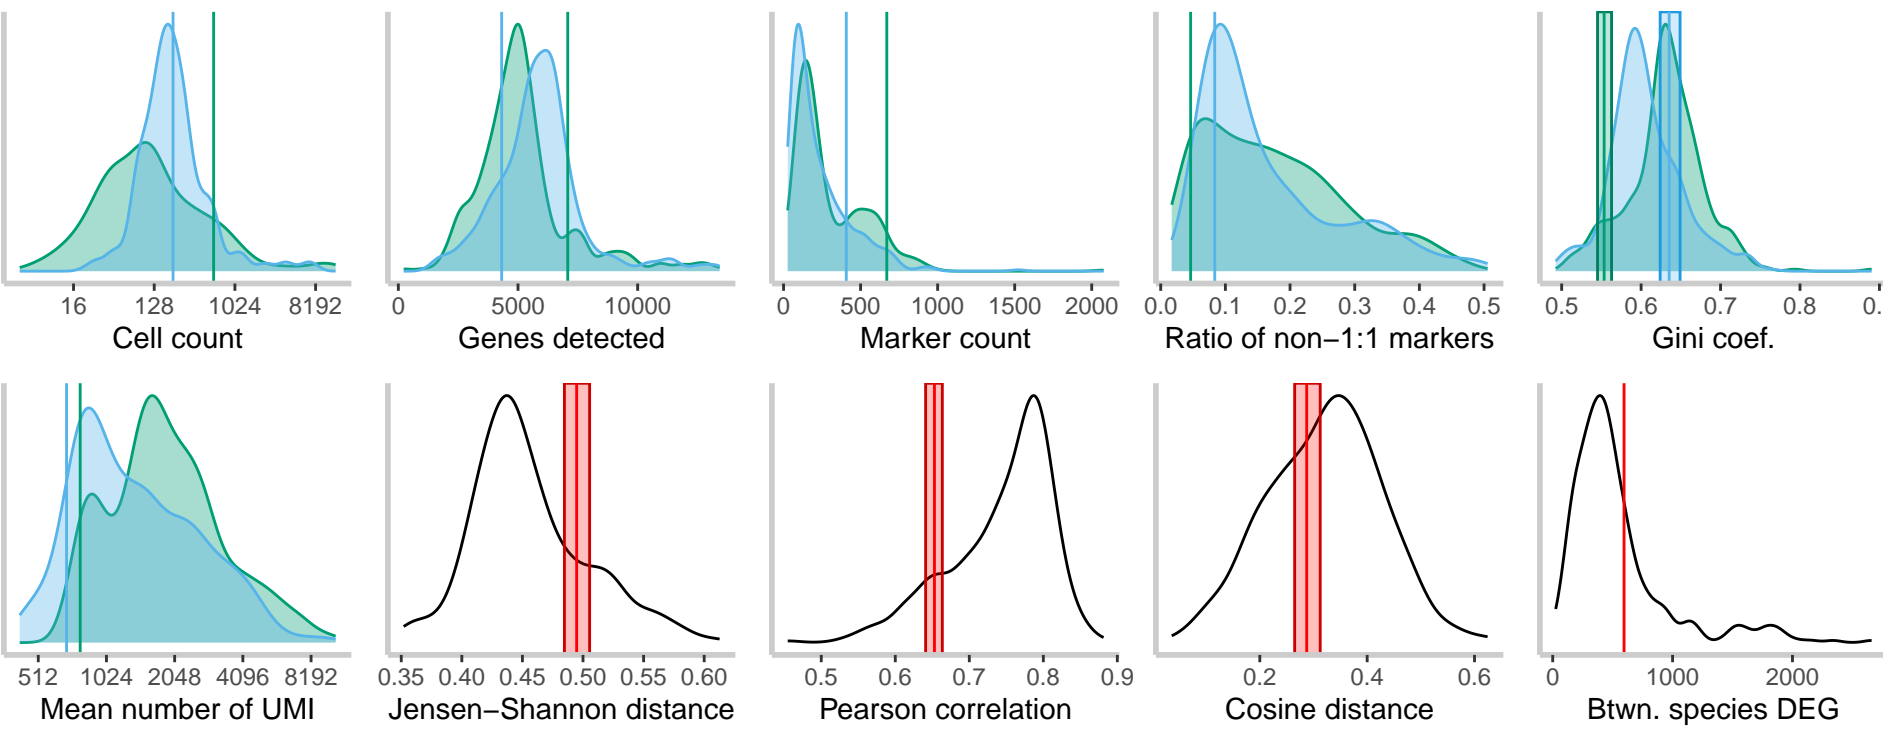 16 128 1024 8192
Cell count
0 5000 10000
Genes detected
0 500 1000 1500 2000
Marker count
0.0 0.1 0.2 0.3 0.4 0.5
Ratio of non−1:1 markers
0.5 0.6 0.7 0.8 0.
Gini coef.
512 1024 2048 4096 8192
Mean number of UMI
0.35 0.40 0.45 0.50 0.55 0.60
Jensen−Shannon distance
0.5 0.6 0.7 0.8 0.9
Pearson correlation
0.2 0.4 0.6
Cosine distance
0 1000 2000
Btwn. species DEG